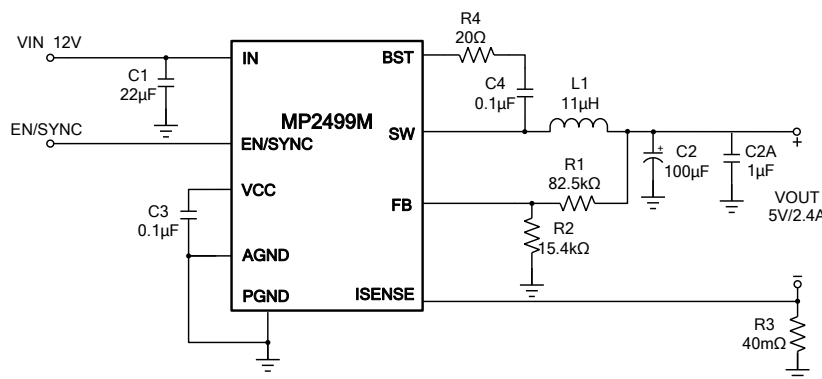 R4
20Ω
VIN 12V
IN
BST
C1
22µF
C4
0.1µF
L1
11µH
MP2499M
EN/SYNC
EN/SYNC
SW
+
+
C2
100µF
C2A
1µF
R1
82.5kΩ
VCC
FB
VOUT
5V/2.4A
C3
0.1µF
R2
15.4kΩ
AGND
PGND
ISENSE
–
R3
40mΩ